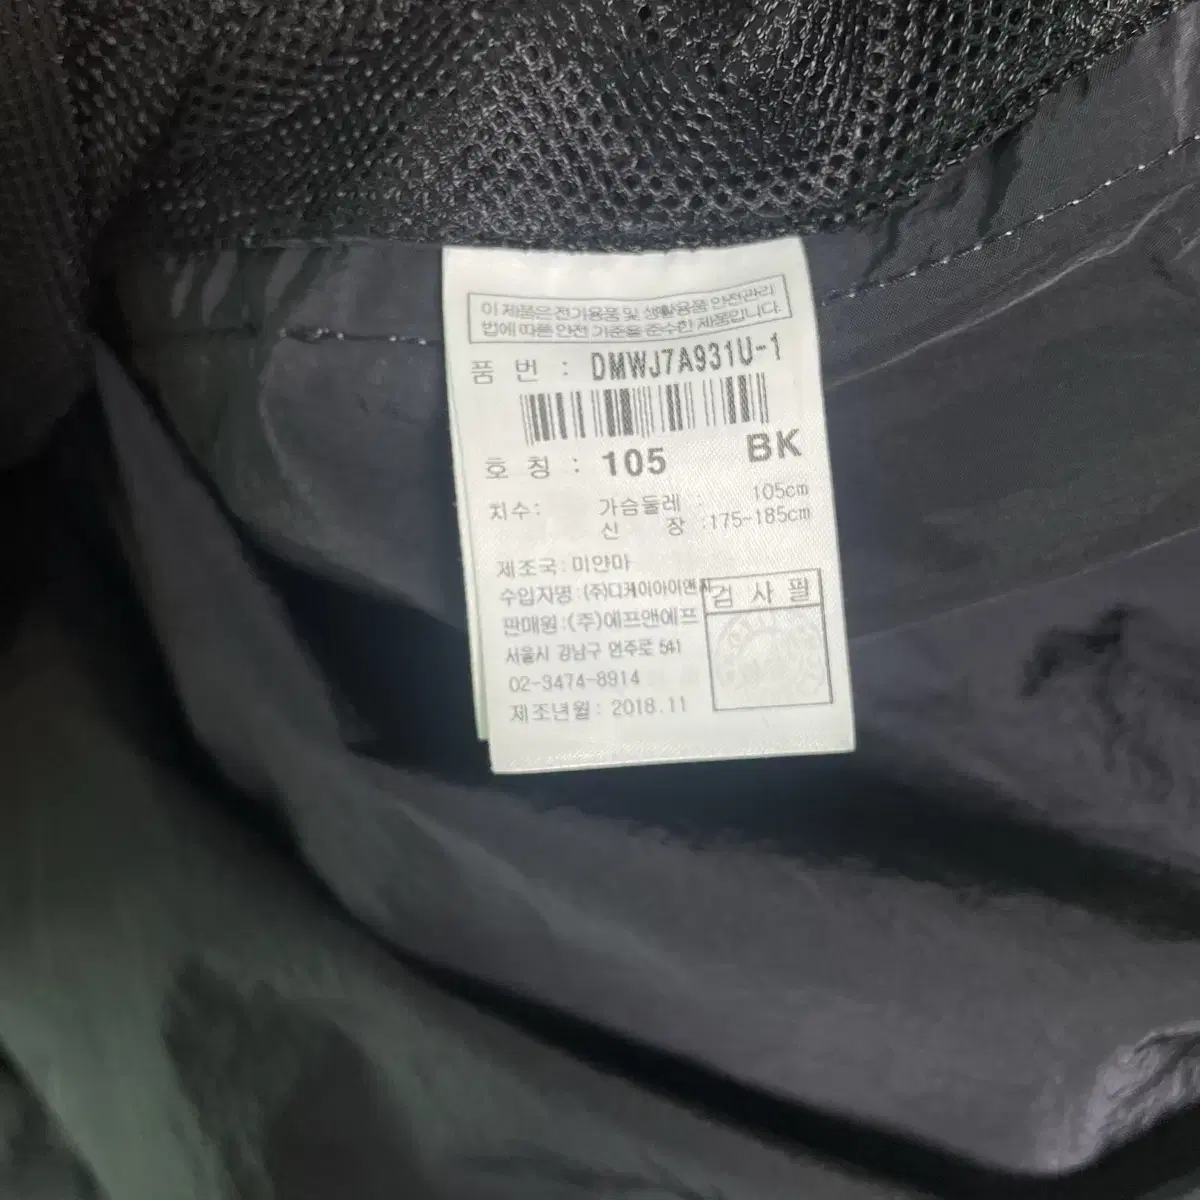 이 제품은 전기용품 및 생활용품 안전관리
법에 따른 안전 기준을 준수한 제품입니다.
품 번 : DMWJ7A931U-1
호 칭 : 105 BK
치수: 가슴둘레 : 105cm
신 장 :175-185cm
제조국: 미얀마
수입자명:(주)디케이아이앤지
검 사 필
판매원:(주)에프앤에프
서울시 강남구 언주로 541
02-3474-8914
제조년월: 2018.11